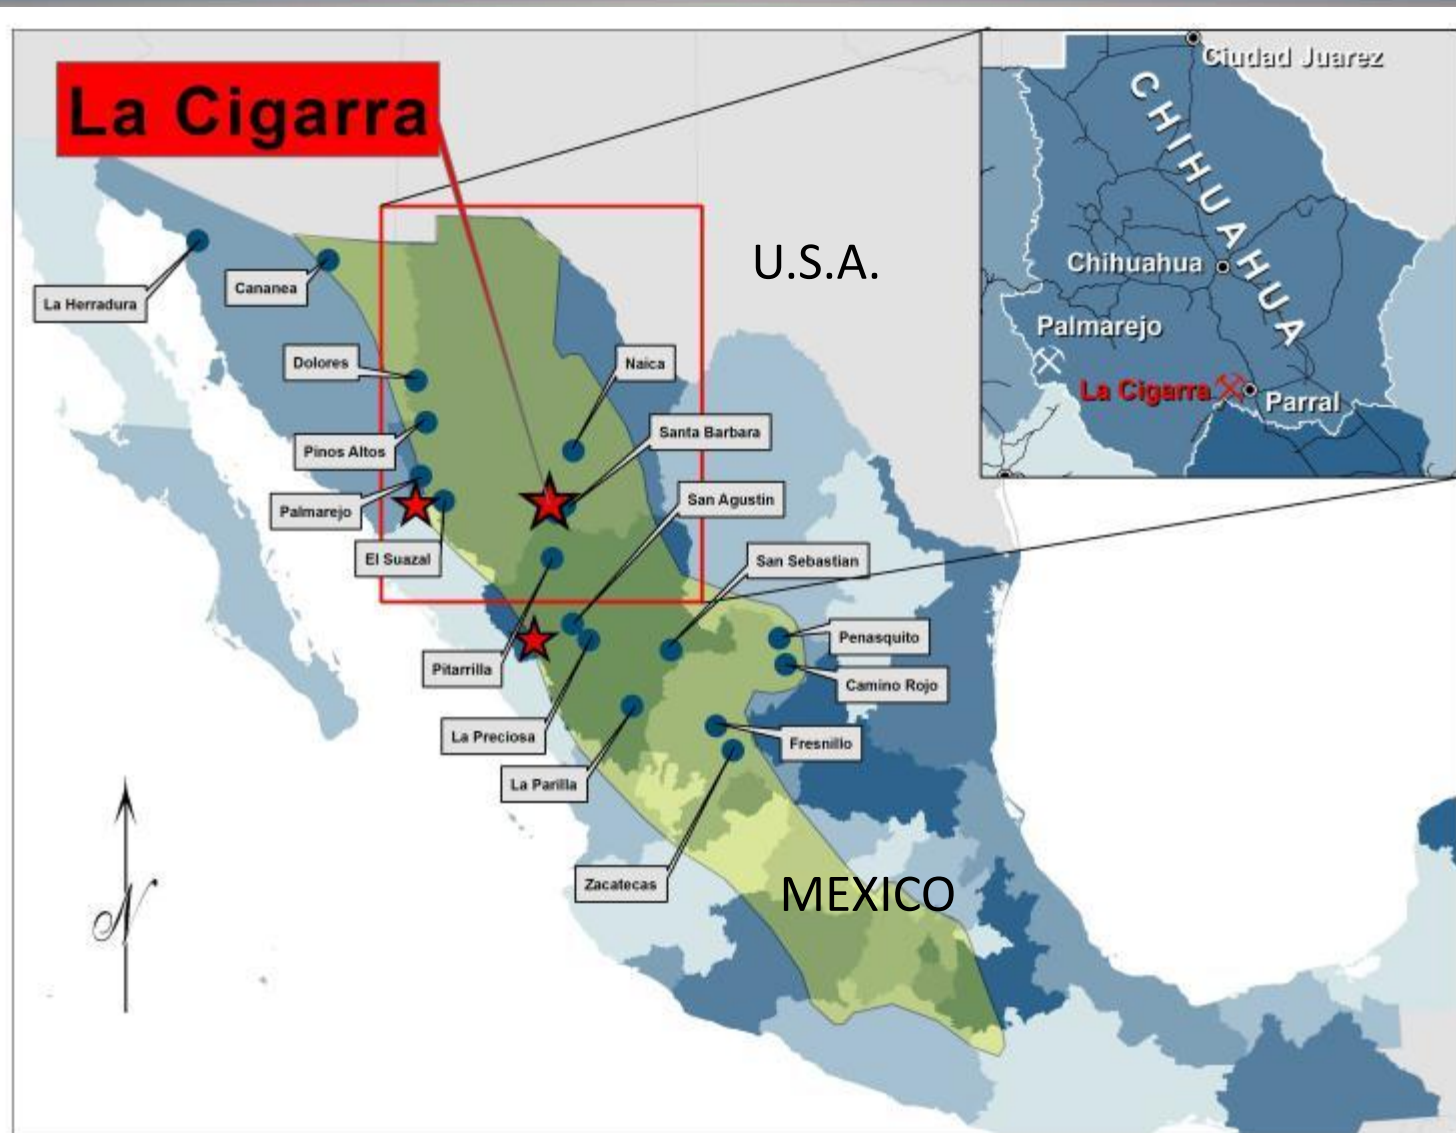 La Cigarra
U.S.A.
La Herradura
Cananea
Dolores
Naica
Pinos Altos
Santa Barbara
Palmarejo
San Agustin
El Suazal
San Sebastian
Pitarrilla
Penasquito
Camino Rojo
La Preciosa
Fresnillo
La Parilla
Zacatecas
MEXICO
N
Ciudad Juarez
CHIHUAHUA
Chihuahua
Palmarejo
La Cigarra
Parral